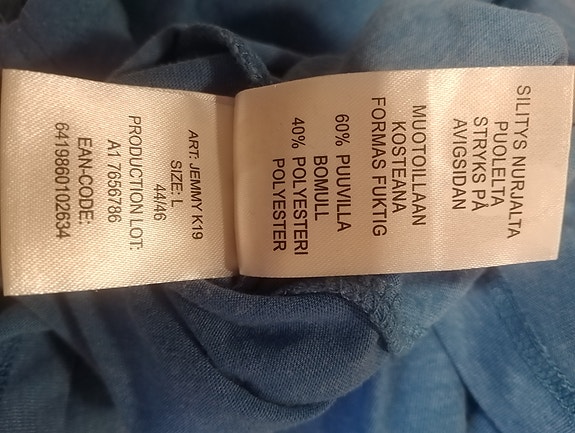 SILITYS NURJALTA
PUOLELTA
STRYKS PÅ
AVIGSIDAN
MUOTOILLAAN
KOSTEANA
FORMAS FUKTIG
60% PUUVILLA
BOMULL
40% POLYESTERI
POLYESTER
ART: JEMMY K19
SIZE: L
44/46
PRODUCTION LOT:
A1 7656786
EAN-CODE:
6419860102634